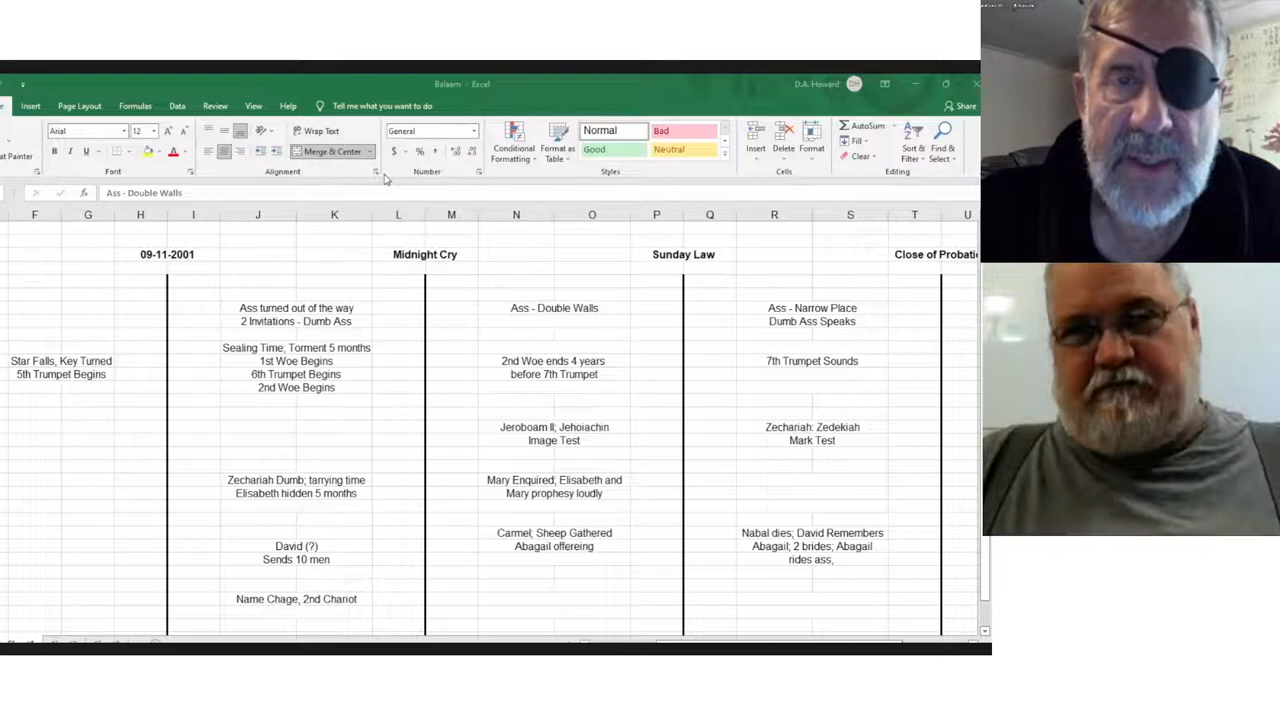 Balaam - Excel
D.A. Howard
DH
Insert
Page Layout
Formulas
Data
Review
View
Help
Tell me what you want to do
Share
Arial
12
Wrap Text
General
Normal
Bad
AutoSum
Painter
B I U
Merge & Center
$ % ,
Conditional
Formatting
Format as
Table
Good
Neutral
Insert
Delete
Format
Fill
Clear
Sort &
Filter
Find &
Select
Font
Alignment
Number
Styles
Cells
Editing
fx
Ass - Double Walls
F G H I J K L M N O P Q R S T U
09-11-2001
Midnight Cry
Sunday Law
Close of Probati
Ass turned out of the way
2 Invitations - Dumb Ass
Ass - Double Walls
Ass - Narrow Place
Dumb Ass Speaks
Star Falls, Key Turned
5th Trumpet Begins
Sealing Time; Torment 5 months
1st Woe Begins
6th Trumpet Begins
2nd Woe Begins
2nd Woe ends 4 years
before 7th Trumpet
7th Trumpet Sounds
Jeroboam II; Jehoiachin
Image Test
Zechariah: Zedekiah
Mark Test
Zechariah Dumb; tarrying time
Elisabeth hidden 5 months
Mary Enquired; Elisabeth and
Mary prophesy loudly
David (?)
Sends 10 men
Carmel; Sheep Gathered
Abagail offereing
Nabal dies; David Remembers
Abagail; 2 brides; Abagail
rides ass,
Name Chage, 2nd Chariot